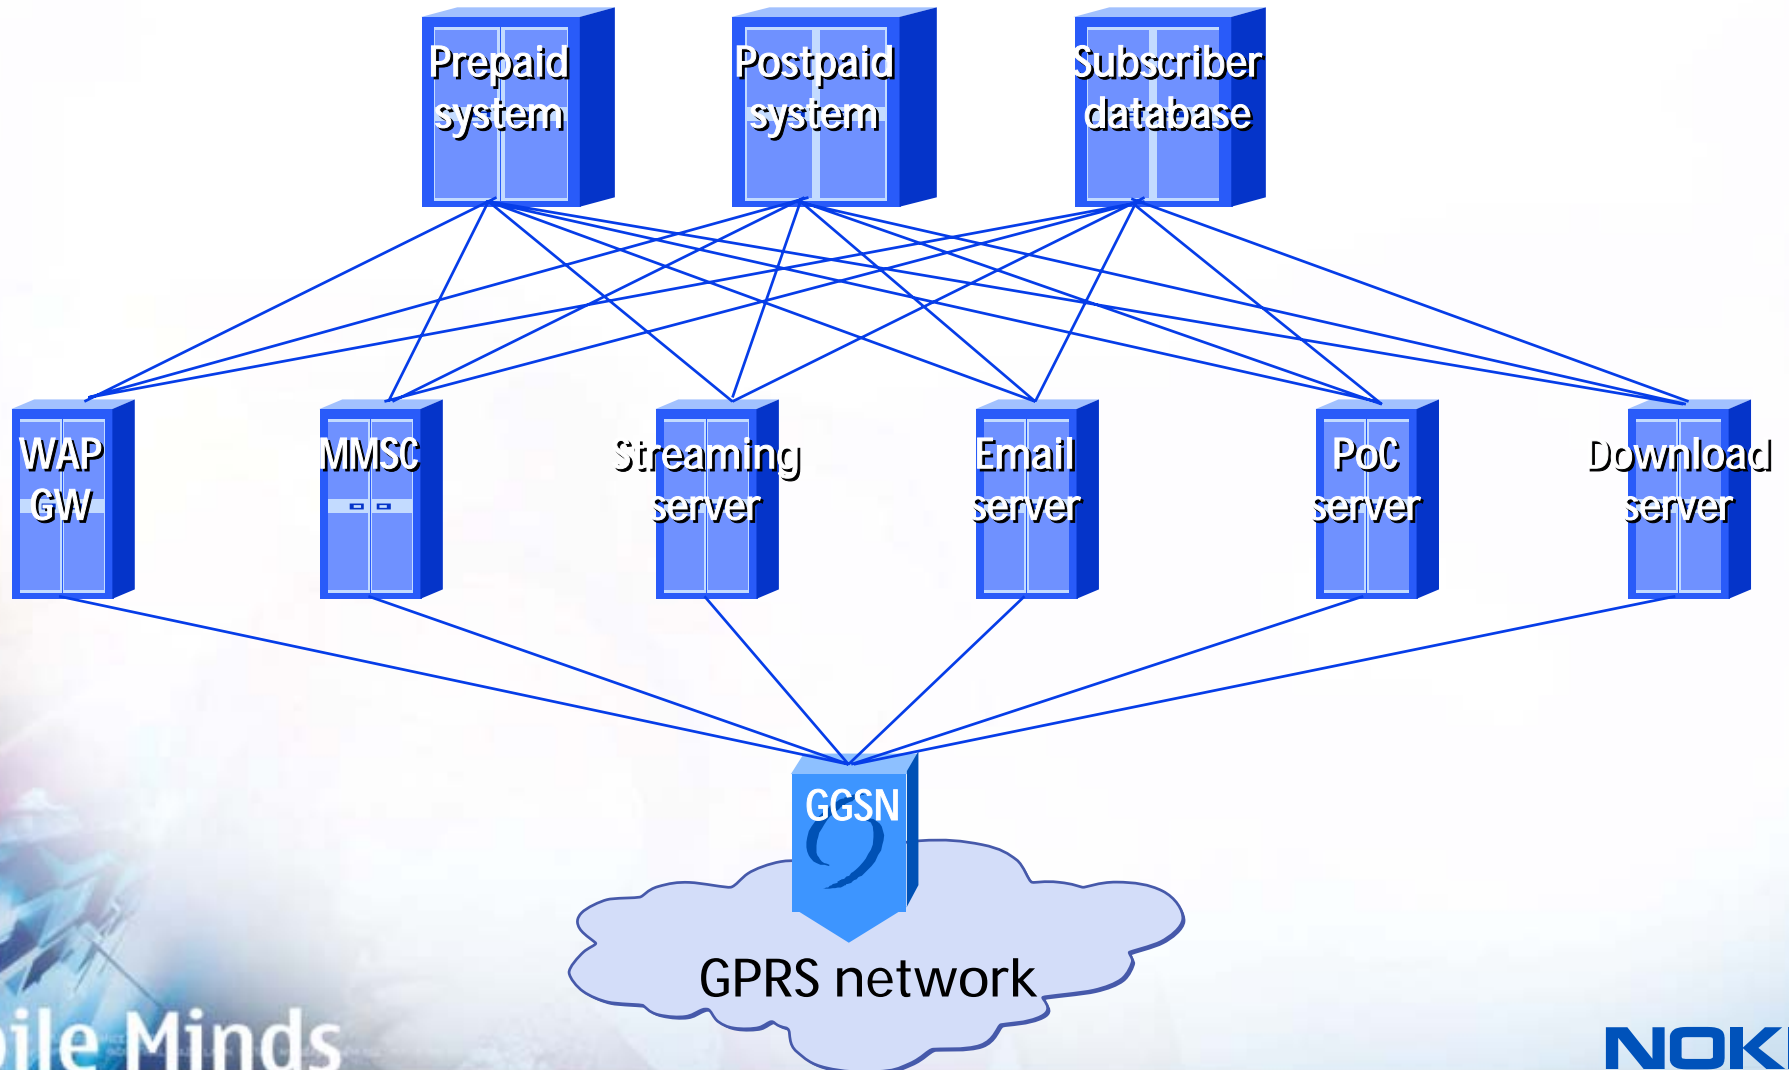 Prepaid
system
Postpaid
system
Subscriber
database
WAP
GW
MMSC
Streaming
server
Email
server
PoC
server
Download
server
GGSN
GPRS network
Minds